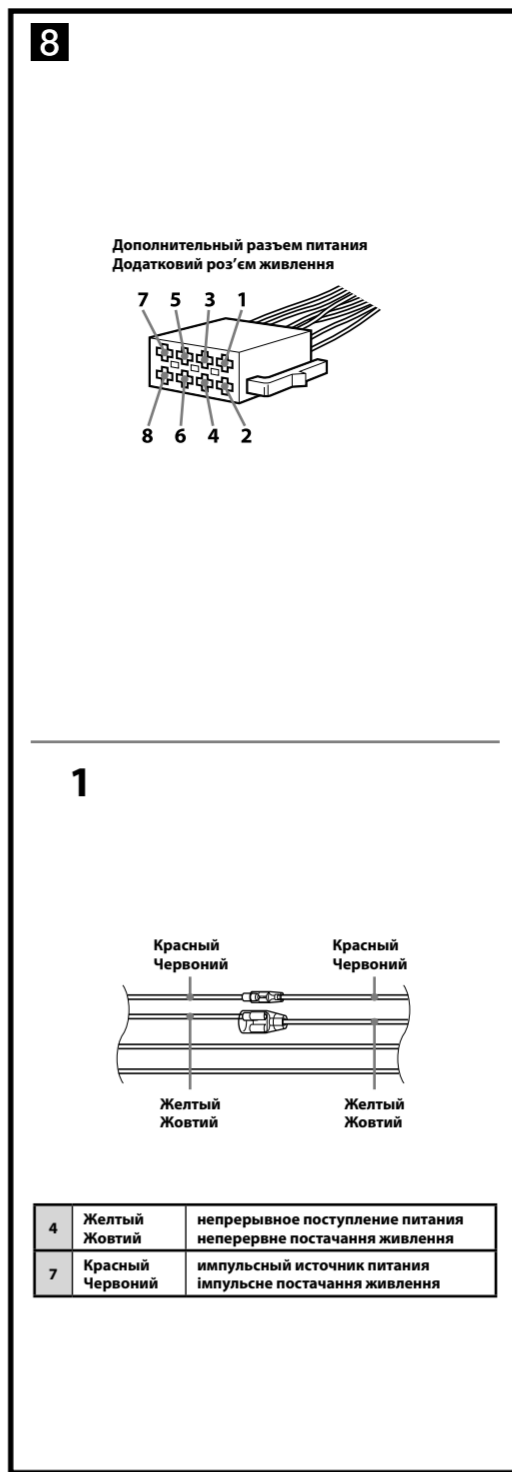 8
Дополнительный разъем питания
Додатковий роз’єм живлення
7 5 3 1
8 6 4 2
1
Красный Красный
Червоний Червоний
Желтый Желтый
Жовтий Жовтий
4 Желтый непрерывное поступление питания
Жовтий неперервне постачання живлення
7 Красный импульсный источник питания
Червоний імпульсне постачання живлення